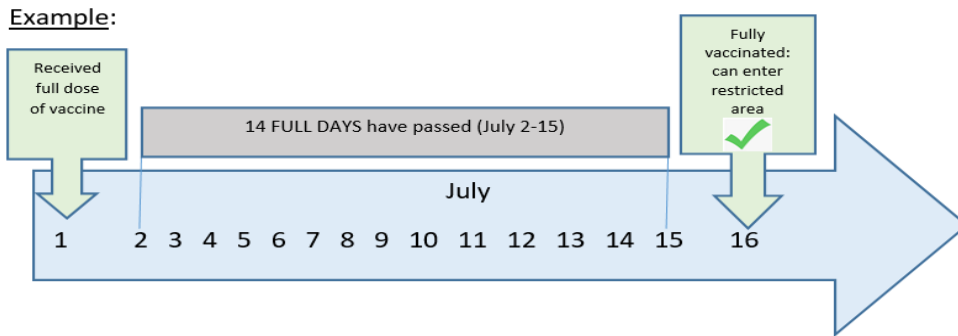 Example:
Received
full dose
of vaccine
14 FULL DAYS have passed (July 2-15)
Fully
vaccinated:
can enter
restricted
area
July
1 2 3 4 5 6 7 8 9 10 11 12 13 14 15 16